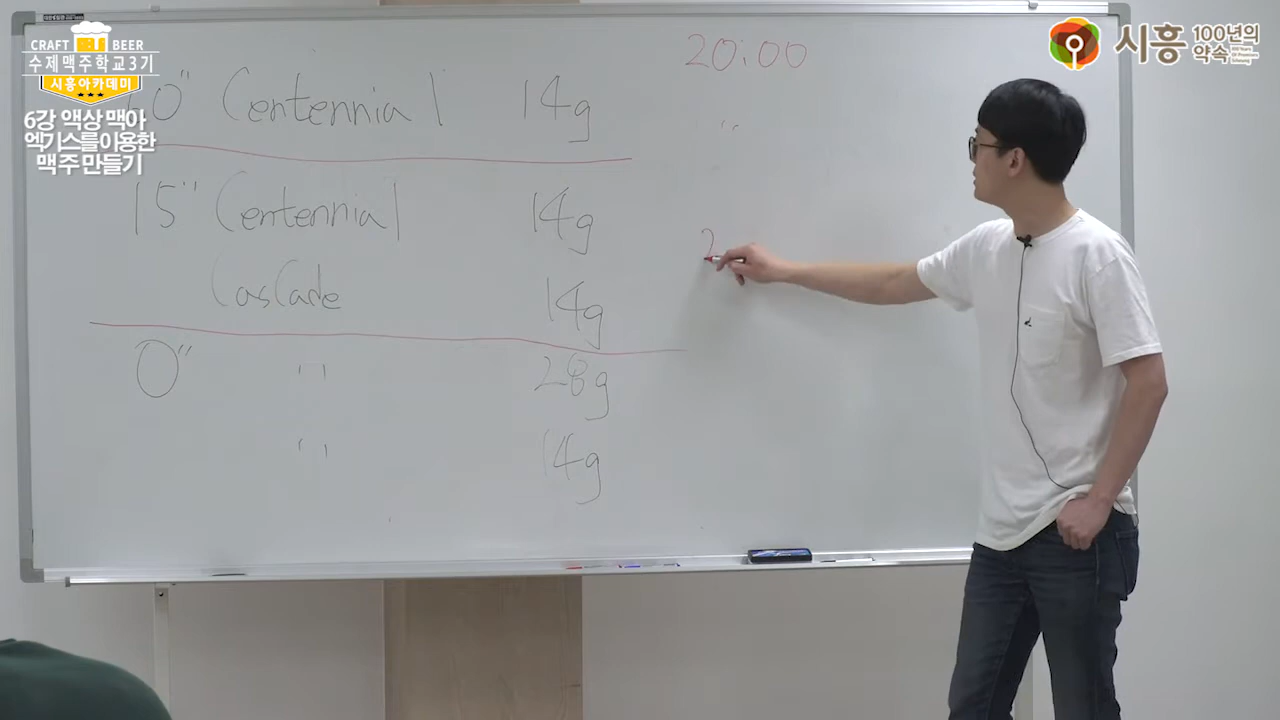 CRAFT BEER
수제맥주학교3기
시흥아카데미
6강 액상 맥아
엑기스를이용한
맥주 만들기
시흥 100년의
약속
20:00
0" Centennial 14g
15" Centennial 14g
CasCade 14g
2
0" " 28g
" 14g